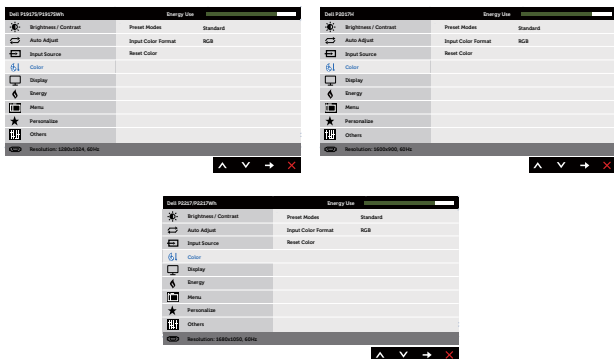 Dell P1917S/P1917SWh Energy Use
Brightness / Contrast Preset Modes Standard
Auto Adjust Input Color Format RGB
Input Source Reset Color
Color
Display
Energy
Menu
Personalize
Others
Resolution: 1280x1024, 60Hz
Dell P2017H Energy Use
Brightness / Contrast Preset Modes Standard
Auto Adjust Input Color Format RGB
Input Source Reset Color
Color
Display
Energy
Menu
Personalize
Others
Resolution: 1600x900, 60Hz
Dell P2217/P2217Wh Energy Use
Brightness / Contrast Preset Modes Standard
Auto Adjust Input Color Format RGB
Input Source Reset Color
Color
Display
Energy
Menu
Personalize
Others
Resolution: 1680x1050, 60Hz